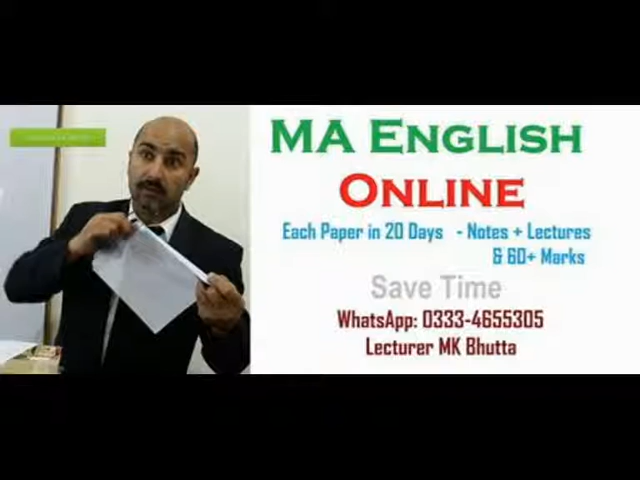 MA ENGLISH
ONLINE
Each Paper in 20 Days - Notes + Lectures
& 60+ Marks
Save Time
WhatsApp: 0333-4655305
Lecturer MK Bhutta